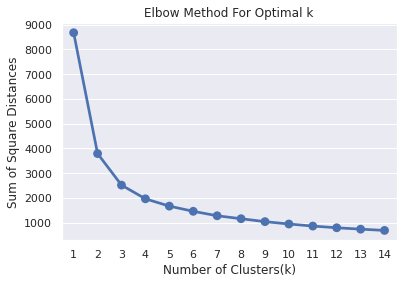 Elbow Method For Optimal k
9000
8000
7000
6000
5000
4000
3000
2000
1000
Sum of Square Distances
1 2 3 4 5 6 7 8 9 10 11 12 13 14
Number of Clusters(k)